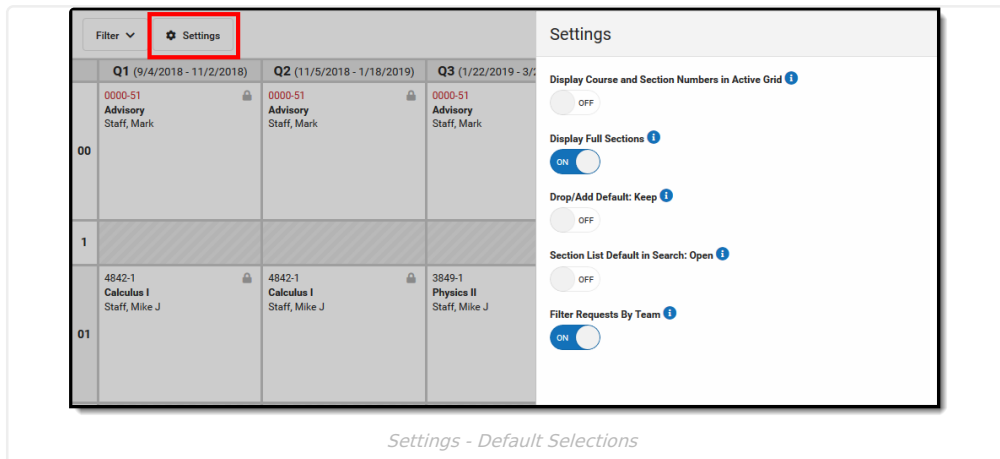 Filter
Settings
Settings
Q1 (9/4/2018 - 11/2/2018)
Q2 (11/5/2018 - 1/18/2019)
Q3 (1/22/2019 - 3/
00
0000-51
Advisory
Staff, Mark
0000-51
Advisory
Staff, Mark
0000-51
Advisory
Staff, Mark
1
01
4842-1
Calculus I
Staff, Mike J
4842-1
Calculus I
Staff, Mike J
3849-1
Physics II
Staff, Mike J
Display Course and Section Numbers in Active Grid
OFF
Display Full Sections
ON
Drop/Add Default: Keep
OFF
Section List Default in Search: Open
OFF
Filter Requests By Team
ON
Settings - Default Selections